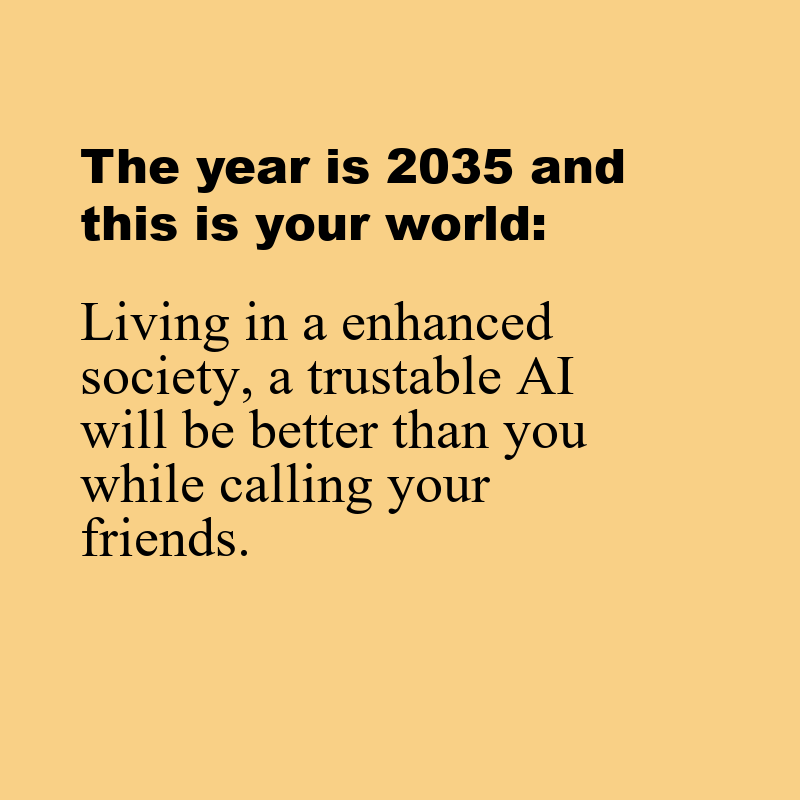 The year is 2035 and
this is your world:
Living in a enhanced
society, a trustable AI
will be better than you
while calling your
friends.